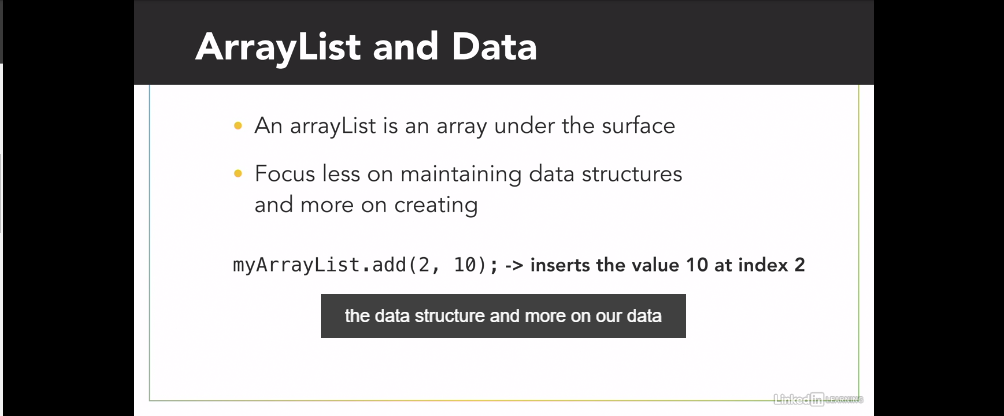 ArrayList and Data
• An arrayList is an array under the surface
• Focus less on maintaining data structures
and more on creating
myArrayList.add(2, 10); -> inserts the value 10 at index 2
the data structure and more on our data
Linked in LEARNING